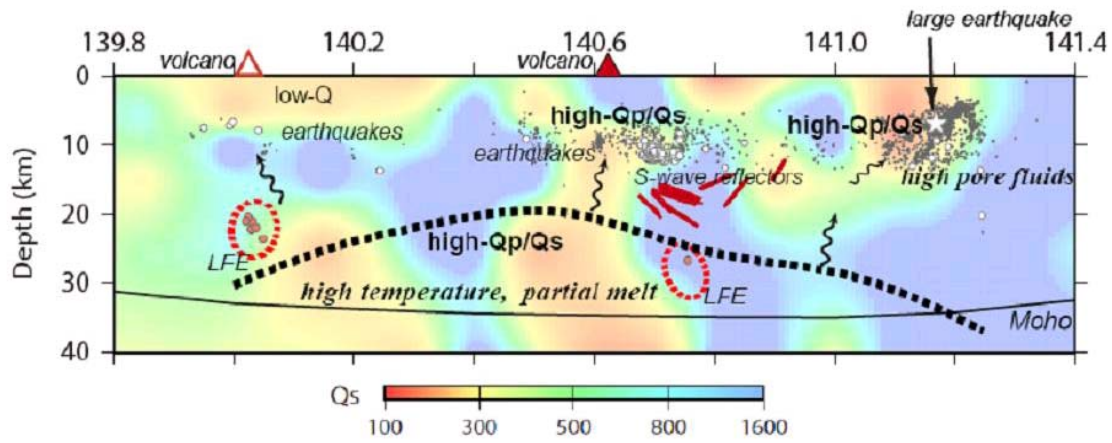 large earthquake
139.8 140.2 140.6 141.0 141.4
volcano volcano
0
low-Q
high-Qp/Qs
earthquakes
high-Qp/Qs
10
earthquakes
S-wave reflectors
high pore fluids
20
high-Qp/Qs
LFE
30
high temperature, partial melt
LFE
Moho
40
Depth (km)
Qs
100 300 500 800 1600